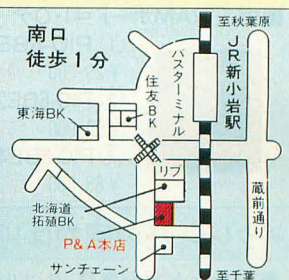 南口
徒歩1分
至秋葉原
JR新小岩駅
バスターミナル
住友BK
東海BK
リブ
蔵前通り
北海道
拓殖BK
P&A本店
サンチェーン
至千葉